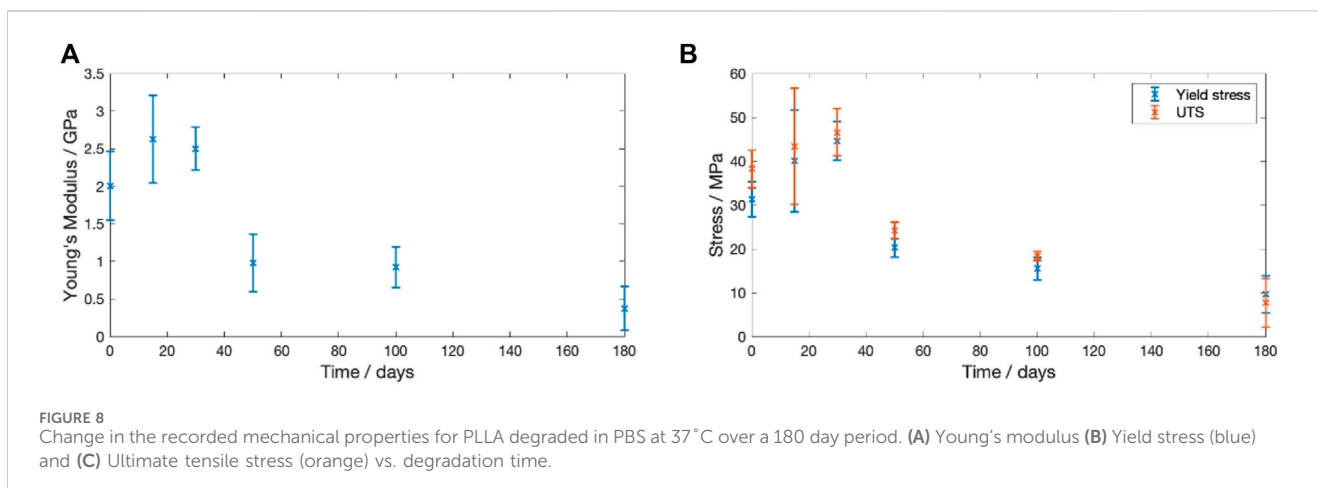 A
B
3.5
3
2.5
2
1.5
1
0.5
0
Young's Modulus / GPa
0 20 40 60 80 100 120 140 160 180
Time / days
60
50
40
30
20
10
0
Stress / MPa
Yield stress
UTS
0 20 40 60 80 100 120 140 160 180
Time / days
FIGURE 8
Change in the recorded mechanical properties for PLLA degraded in PBS at 37°C over a 180 day period. (A) Young's modulus (B) Yield stress (blue)
and (C) Ultimate tensile stress (orange) vs. degradation time.